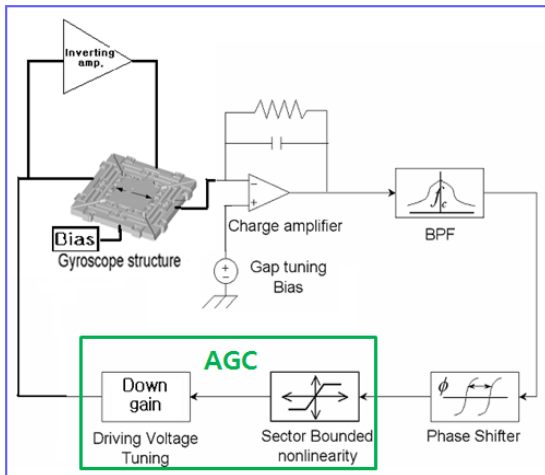 Inverting
amp.
Bias
Gyroscope structure
−
+
Charge amplifier
+
−
Gap tuning
Bias
f
c
BPF
AGC
Down
gain
Driving Voltage
Tuning
Sector Bounded
nonlinearity
ϕ
Phase Shifter